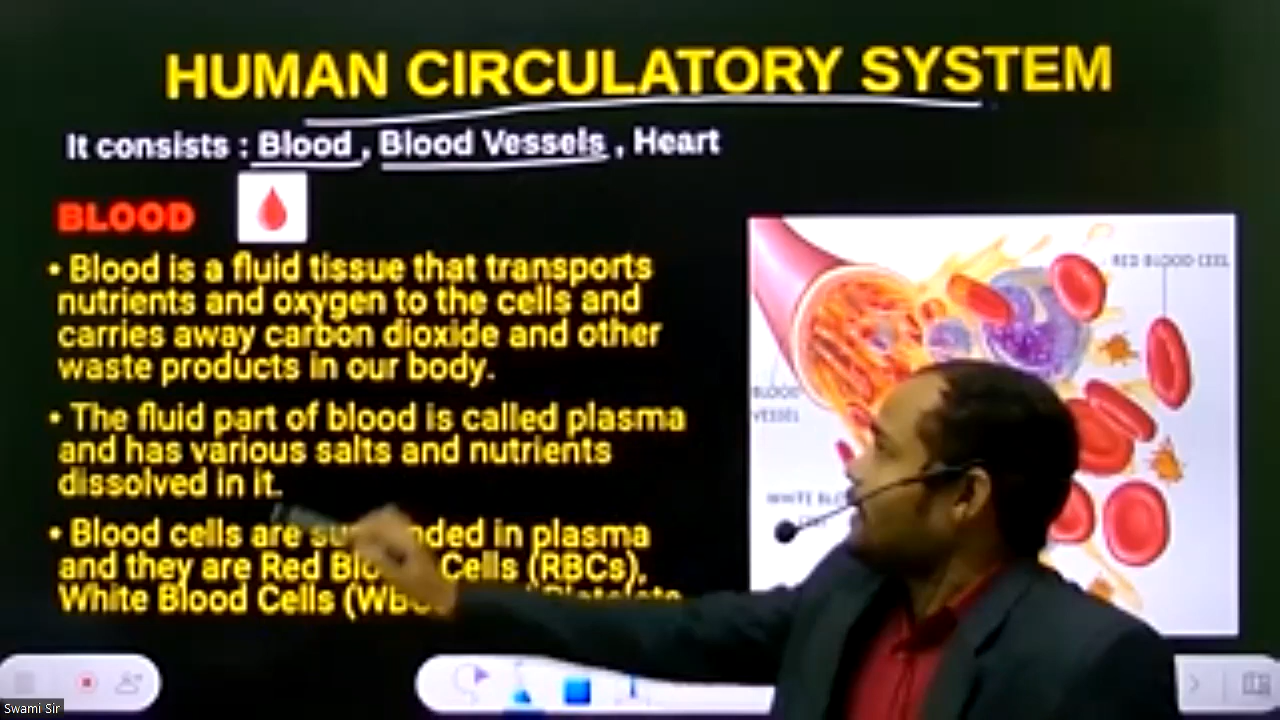 HUMAN CIRCULATORY SYSTEM
It consists : Blood , Blood Vessels , Heart
BLOOD
• Blood is a fluid tissue that transports
nutrients and oxygen to the cells and
carries away carbon dioxide and other
waste products in our body.
• The fluid part of blood is called plasma
and has various salts and nutrients
dissolved in it.
• Blood cells are in plasma
and they are Red Cells (RBCs),
White Blood Cells
RED BLOOD CELL
BLOOD
VESSEL
WHITE
Swami Sir